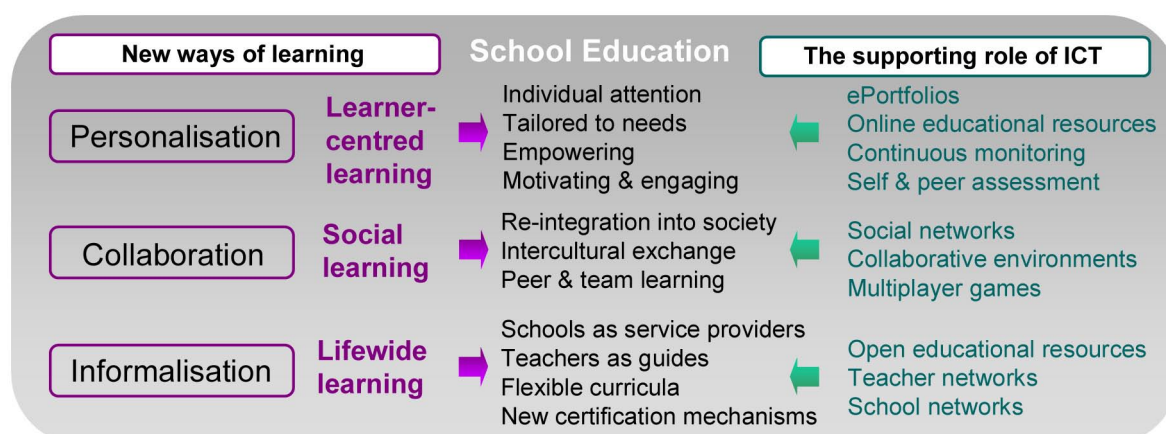 New ways of learning
School Education
The supporting role of ICT
Personalisation
Learner-
centred
learning
Individual attention
Tailored to needs
Empowering
Motivating & engaging
ePortfolios
Online educational resources
Continuous monitoring
Self & peer assessment
Collaboration
Social
learning
Re-integration into society
Intercultural exchange
Peer & team learning
Social networks
Collaborative environments
Multiplayer games
Informalisation
Lifewide
learning
Schools as service providers
Teachers as guides
Flexible curricula
New certification mechanisms
Open educational resources
Teacher networks
School networks